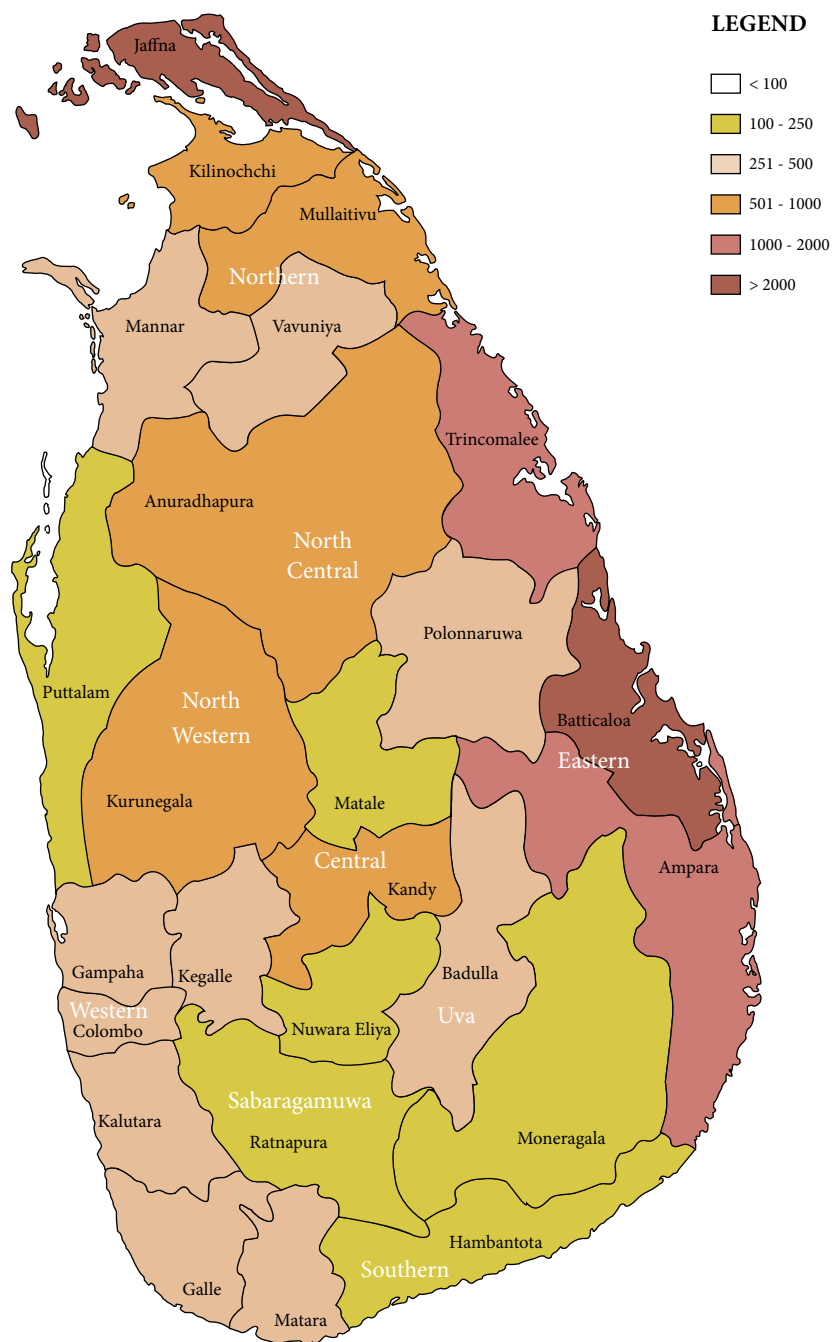 LEGEND
< 100
100 - 250
251 - 500
501 - 1000
1000 - 2000
> 2000
Jaffna
Kilinochchi
Mullaitivu
Northern
Mannar
Vavuniya
Trincomalee
Anuradhapura
North
Central
Polonnaruwa
Puttalam
North
Western
Batticaloa
Eastern
Kurunegala
Matale
Central
Kandy
Ampara
Gampaha
Kegalle
Badulla
Western
Colombo
Nuwara Eliya
Uva
Sabaragamuwa
Kalutara
Ratnapura
Moneragala
Hambantota
Southern
Galle
Matara